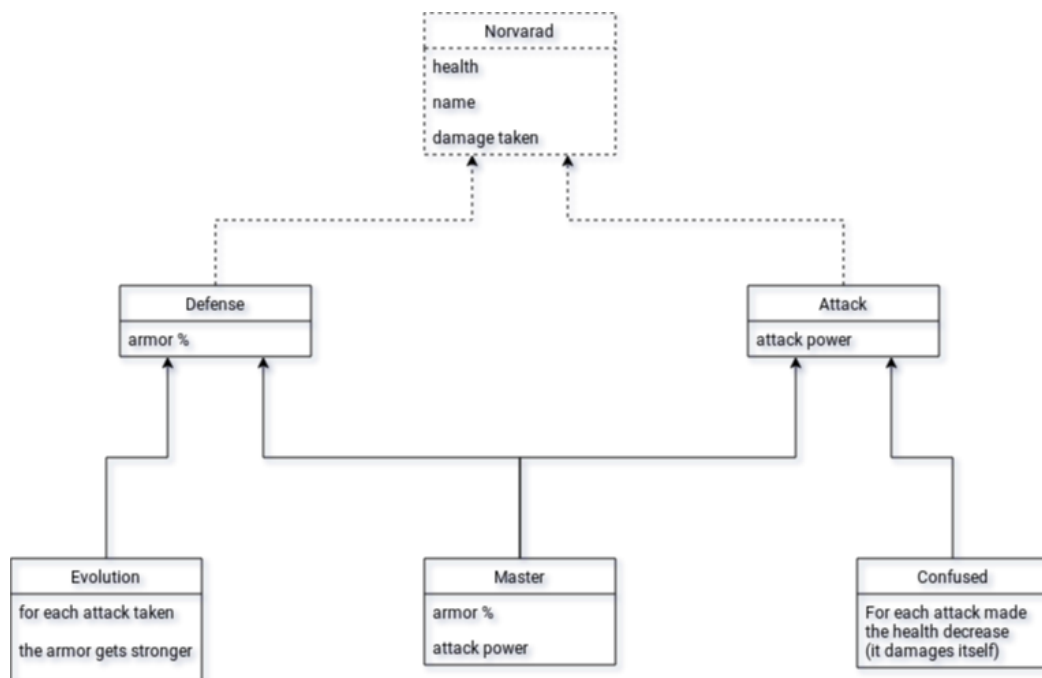 Norvarad
health
name
damage taken
Defense
armor %
Attack
attack power
Evolution
for each attack taken
the armor gets stronger
Master
armor %
attack power
Confused
For each attack made
the health decrease
(it damages itself)